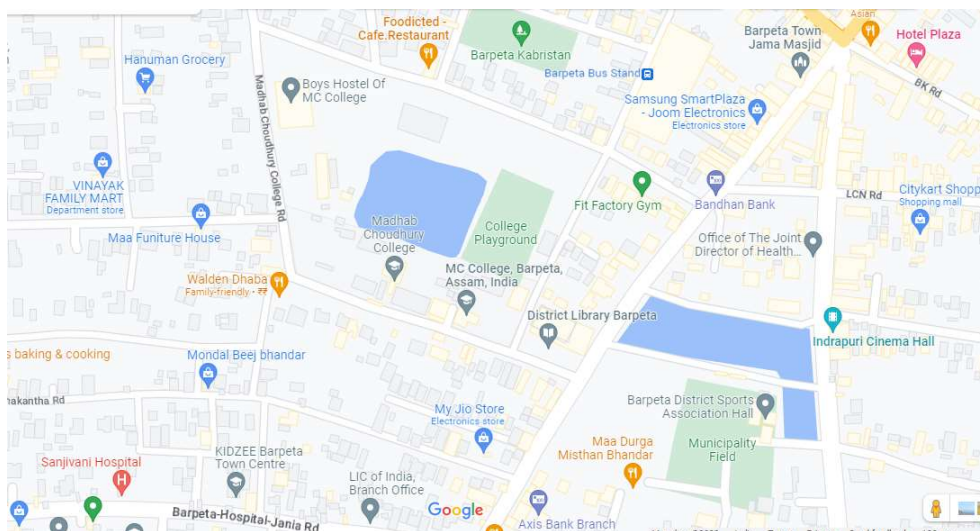 Foodicted -
Cafe.Restaurant
Barpeta Kabristan
Barpeta Town
Jama Masjid
Asian
Hotel Plaza
BK Rd
Hanuman Grocery
Boys Hostel Of
MC College
Barpeta Bus Stand
Samsung SmartPlaza
- Joom Electronics
Electronics store
Madhab Choudhury College Rd
VINAYAK
FAMILY MART
Department store
Maa Funiture House
Madhab
Choudhury
College
College
Playground
Fit Factory Gym
Bandhan Bank
LCN Rd
Citykart Shopp
Shopping mall
Office of The Joint
Director of Health...
Walden Dhaba
Family-friendly • ₹₹
MC College, Barpeta,
Assam, India
District Library Barpeta
Indrapuri Cinema Hall
s baking & cooking
Mondal Beej bhandar
nakantha Rd
My Jio Store
Electronics store
Barpeta District Sports
Association Hall
Municipality
Field
Maa Durga
Misthan Bhandar
KIDZEE Barpeta
Town Centre
Sanjivani Hospital
LIC of India,
Branch Office
Barpeta-Hospital-Jania Rd
Google
Axis Bank Branch